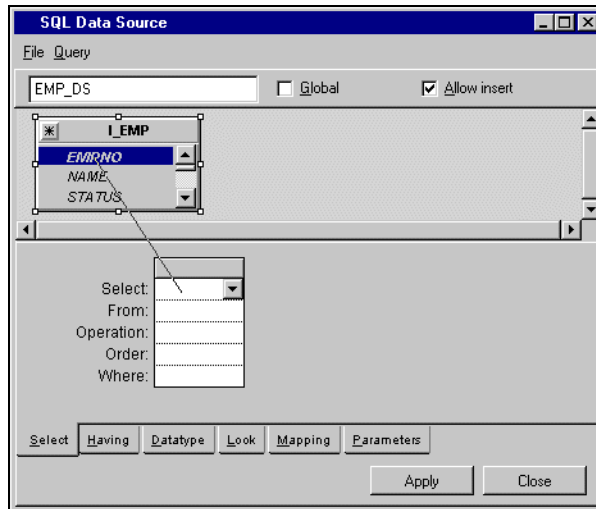 SQL Data Source
File Query
EMP_DS Global Allow insert
I_EMP
EMPNO
NAME
STATUS
Select:
From:
Operation:
Order:
Where:
Select Having Datatype Look Mapping Parameters
Apply Close